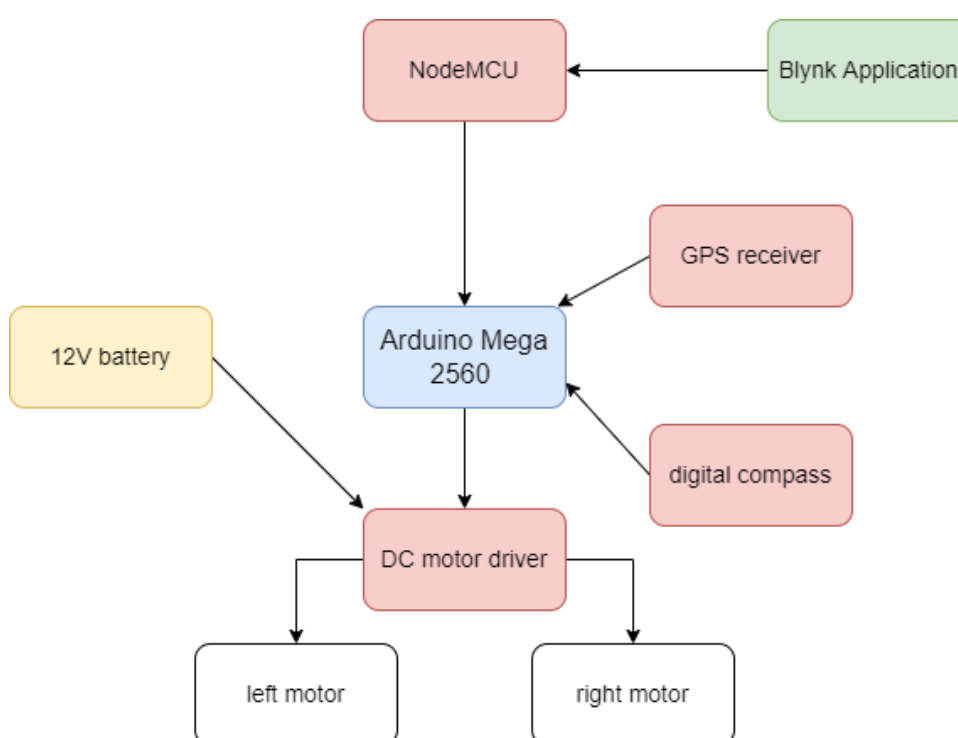 NodeMCU
Blynk Application
GPS receiver
Arduino Mega
2560
12V battery
digital compass
DC motor driver
left motor
right motor